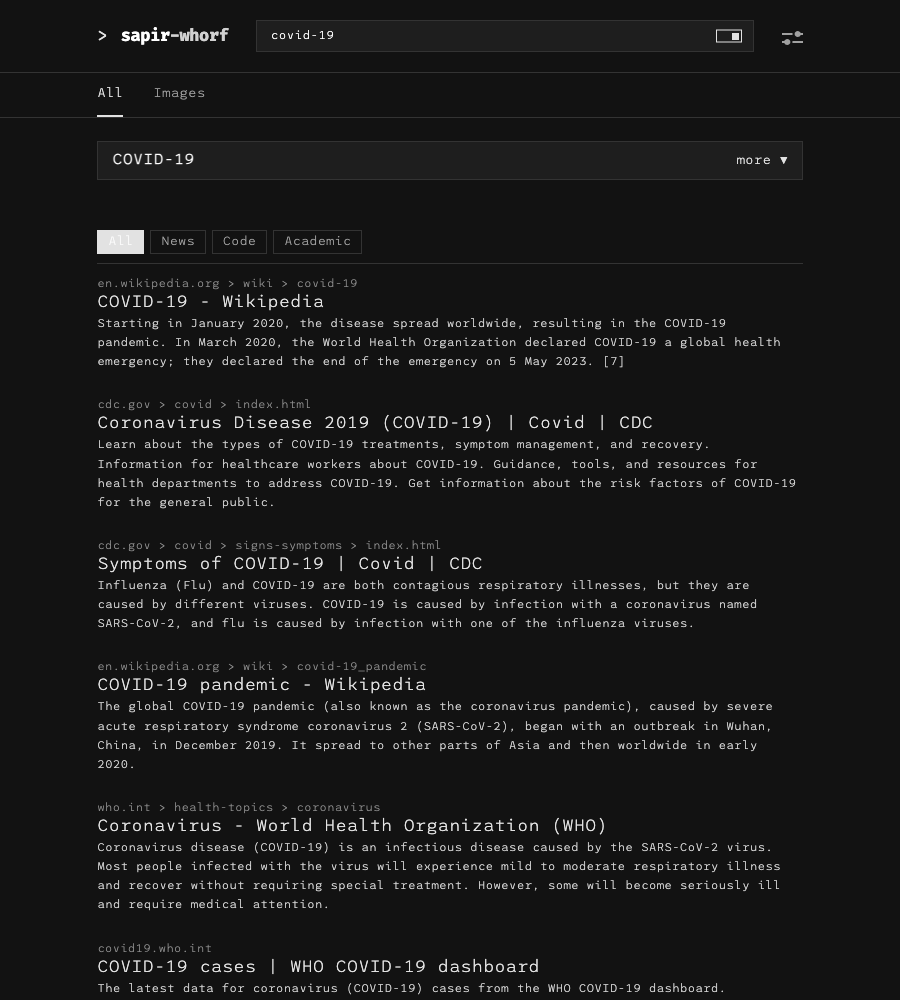 > sapir-whorf
covid-19
All Images
COVID-19 more ▼
All News Code Academic
en.wikipedia.org > wiki > covid-19
COVID-19 - Wikipedia
Starting in January 2020, the disease spread worldwide, resulting in the COVID-19
pandemic. In March 2020, the World Health Organization declared COVID-19 a global health
emergency; they declared the end of the emergency on 5 May 2023. [7]
cdc.gov > covid > index.html
Coronavirus Disease 2019 (COVID-19) | Covid | CDC
Learn about the types of COVID-19 treatments, symptom management, and recovery.
Information for healthcare workers about COVID-19. Guidance, tools, and resources for
health departments to address COVID-19. Get information about the risk factors of COVID-19
for the general public.
cdc.gov > covid > signs-symptoms > index.html
Symptoms of COVID-19 | Covid | CDC
Influenza (Flu) and COVID-19 are both contagious respiratory illnesses, but they are
caused by different viruses. COVID-19 is caused by infection with a coronavirus named
SARS-CoV-2, and flu is caused by infection with one of the influenza viruses.
en.wikipedia.org > wiki > covid-19_pandemic
COVID-19 pandemic - Wikipedia
The global COVID-19 pandemic (also known as the coronavirus pandemic), caused by severe
acute respiratory syndrome coronavirus 2 (SARS-CoV-2), began with an outbreak in Wuhan,
China, in December 2019. It spread to other parts of Asia and then worldwide in early
2020.
who.int > health-topics > coronavirus
Coronavirus - World Health Organization (WHO)
Coronavirus disease (COVID-19) is an infectious disease caused by the SARS-CoV-2 virus.
Most people infected with the virus will experience mild to moderate respiratory illness
and recover without requiring special treatment. However, some will become seriously ill
and require medical attention.
covid19.who.int
COVID-19 cases | WHO COVID-19 dashboard
The latest data for coronavirus (COVID-19) cases from the WHO COVID-19 dashboard.